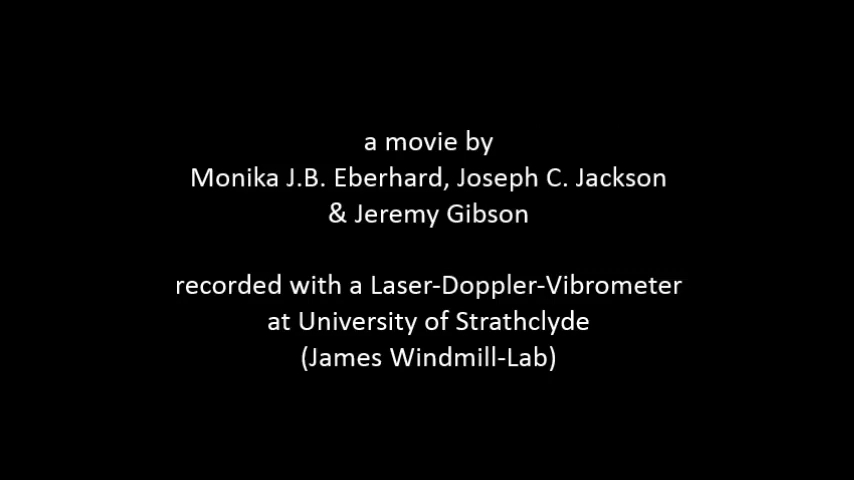 a movie by
Monika J.B. Eberhard, Joseph C. Jackson
& Jeremy Gibson
recorded with a Laser-Doppler-Vibrometer
at University of Strathclyde
(James Windmill-Lab)